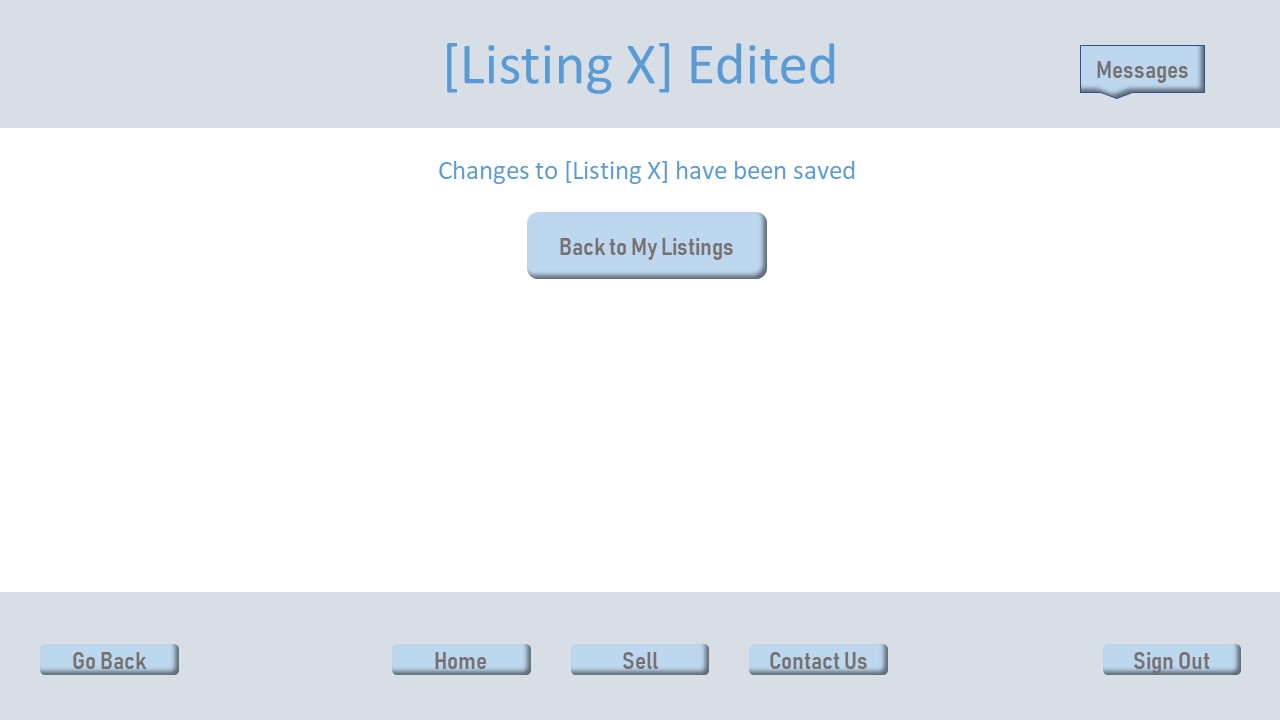 [Listing X] Edited
Messages
Changes to [Listing X] have been saved
Back to My Listings
Go Back
Home
Sell
Contact Us
Sign Out